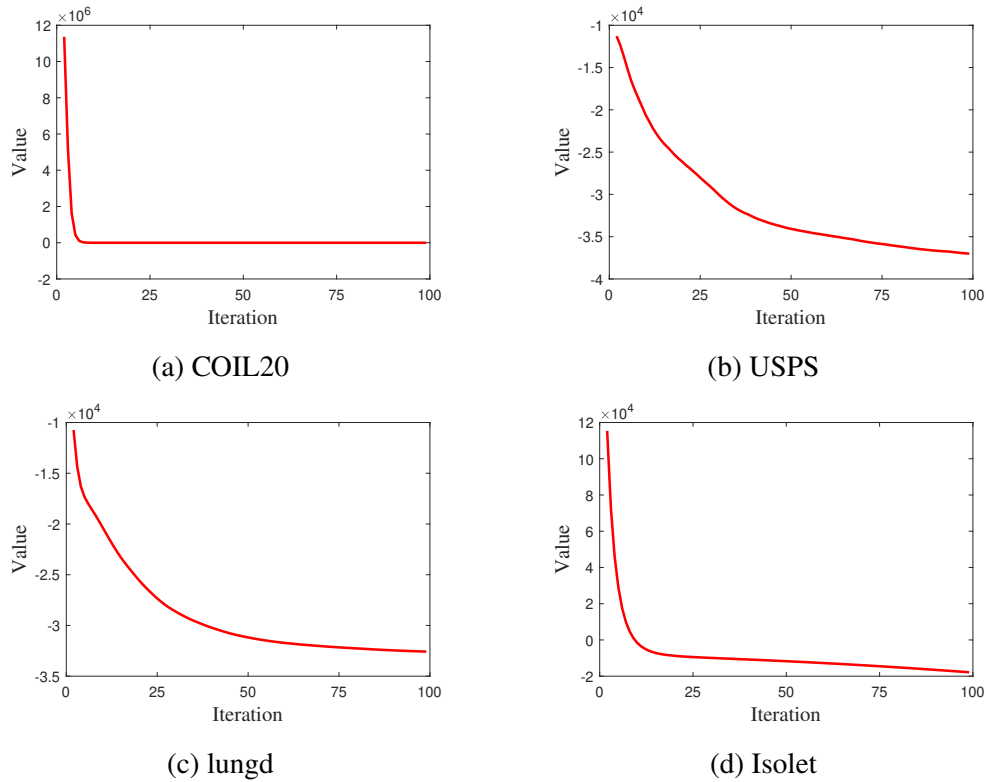 ×10^6
12
10
8
6
4
2
0
-2
Value
0 25 50 75 100
Iteration
(a) COIL20
×10^4
-1
-1.5
-2
-2.5
-3
-3.5
-4
Value
0 25 50 75 100
Iteration
(b) USPS
×10^4
-1
-1.5
-2
-2.5
-3
-3.5
Value
0 25 50 75 100
Iteration
(c) lungd
×10^4
12
10
8
6
4
2
0
-2
Value
0 25 50 75 100
Iteration
(d) Isolet